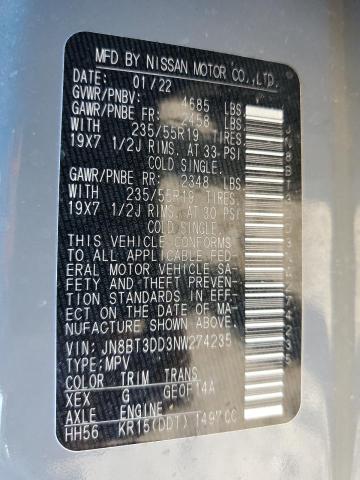 MFD BY NISSAN MOTOR CO.,LTD.
DATE: 01/22
GVWR/PNBV: 4685 LBS.
GAWR/PNBE FR: 2458 LBS.
WITH 235/55R19 TIRES,
19X7 1/2J RIMS, AT 33 PSI
COLD SINGLE.
GAWR/PNBE RR: 2348 LBS.
WITH 235/55R19 TIRES,
19X7 1/2J RIMS, AT 30 PSI
COLD SINGLE.
THIS VEHICLE CONFORMS
TO ALL APPLICABLE FED-
ERAL MOTOR VEHICLE SA-
FETY AND THEFT PREVEN-
TION STANDARDS IN EFF-
ECT ON THE DATE OF MA-
NUFACTURE SHOWN ABOVE.
VIN: JN8BT3DD3NW274235
TYPE: MPV
COLOR TRIM TRANS
XEX G GE0F14A
AXLE ENGINE
HH56 KR15(DDT) 1497CC